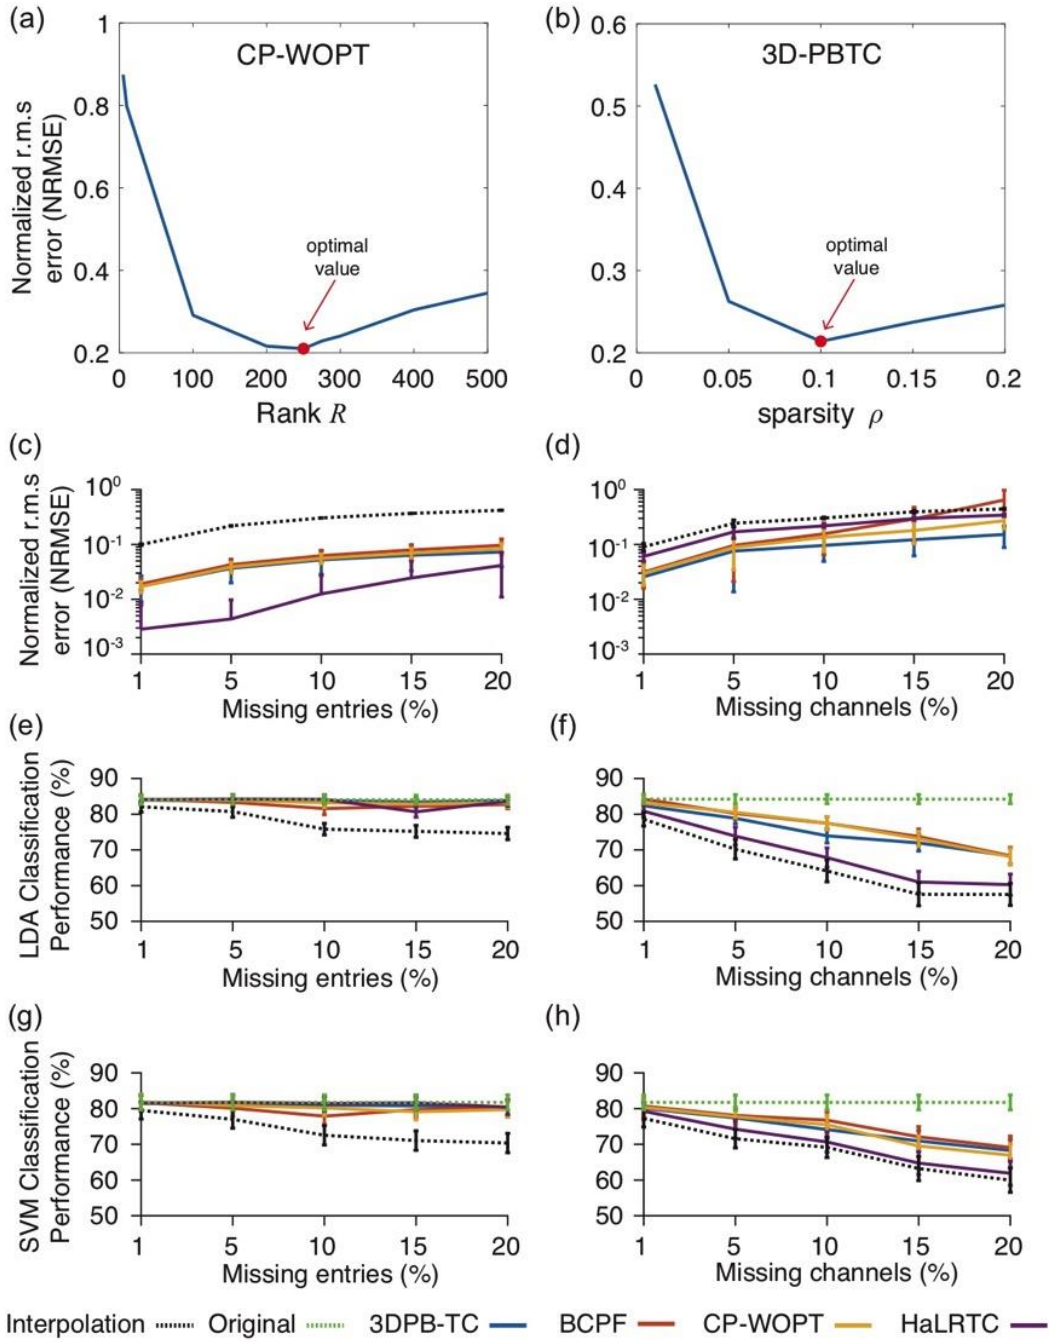 (a)
(b)
CP-WOPT
3D-PBTC
Normalized r.m.s
error (NRMSE)
1
0.8
0.6
0.4
0.2
optimal
value
0 100 200 300 400 500
Rank R
0.6
0.5
0.4
0.3
0.2
optimal
value
0 0.05 0.1 0.15 0.2
sparsity ρ
(c)
(d)
Normalized r.m.s
error (NRMSE)
10^0
10^-1
10^-2
10^-3
1 5 10 15 20
Missing entries (%)
10^0
10^-1
10^-2
10^-3
1 5 10 15 20
Missing channels (%)
(e)
(f)
LDA Classification
Performance (%)
90
80
70
60
50
1 5 10 15 20
Missing entries (%)
90
80
70
60
50
1 5 10 15 20
Missing channels (%)
(g)
(h)
SVM Classification
Performance (%)
90
80
70
60
50
1 5 10 15 20
Missing entries (%)
90
80
70
60
50
1 5 10 15 20
Missing channels (%)
Interpolation Original 3DPB-TC BCPF CP-WOPT HaLRTC